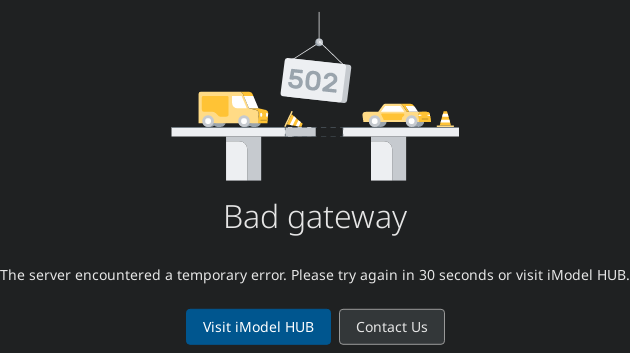 502
Bad gateway
The server encountered a temporary error. Please try again in 30 seconds or visit iModel HUB.
Visit iModel HUB
Contact Us